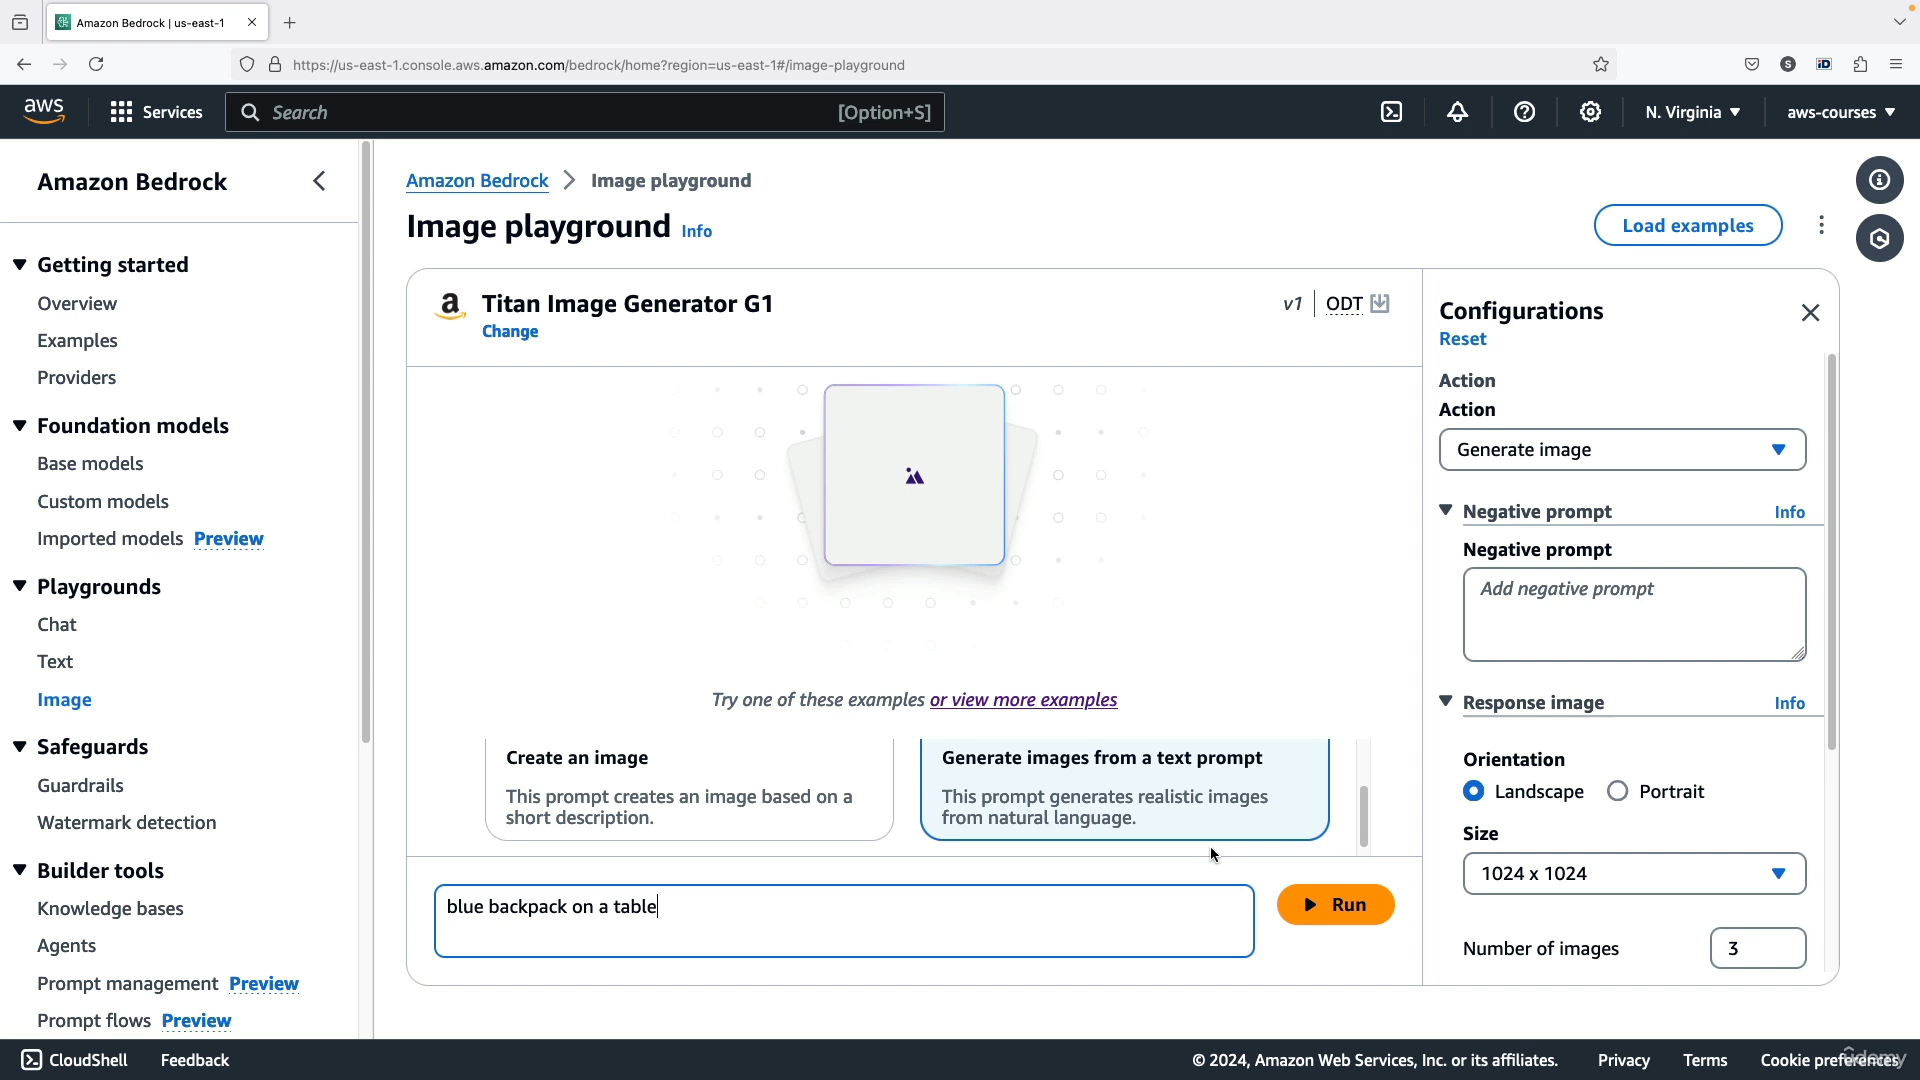 Amazon Bedrock | us-east-1
https://us-east-1.console.aws.amazon.com/bedrock/home?region=us-east-1#/image-playground
S
iD
aws
Services
Search
[Option+S]
N. Virginia
aws-courses
Amazon Bedrock
Getting started
Overview
Examples
Providers
Foundation models
Base models
Custom models
Imported models Preview
Playgrounds
Chat
Text
Image
Safeguards
Guardrails
Watermark detection
Builder tools
Knowledge bases
Agents
Prompt management Preview
Prompt flows Preview
Amazon Bedrock > Image playground
Image playground Info
Load examples
a
Titan Image Generator G1
Change
v1 | ODT
Try one of these examples or view more examples
Create an image
This prompt creates an image based on a
short description.
Generate images from a text prompt
This prompt generates realistic images
from natural language.
blue backpack on a table
Run
Configurations
Reset
Action
Action
Generate image
Negative prompt Info
Negative prompt
Add negative prompt
Response image Info
Orientation
Landscape Portrait
Size
1024 x 1024
Number of images 3
CloudShell Feedback
© 2024, Amazon Web Services, Inc. or its affiliates. Privacy Terms Cookie preferences
udemy